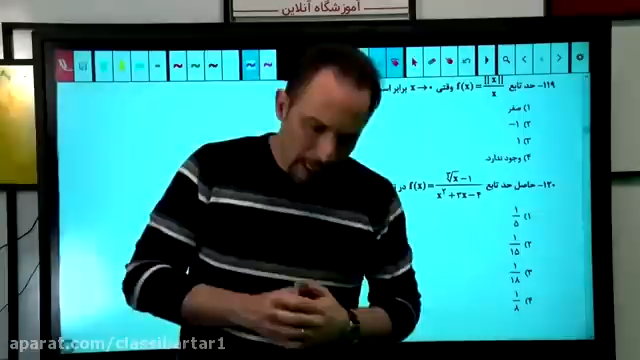 آموزشگاه آنلاین
۱۱۹- حد تابع f(x) = |[x]| / x وقتی x→۰ برابر است
۱) صفر
۲) ۱−
۳) ۱
۴) وجود ندارد.
۱۲۰- حاصل حد تابع f(x) = (∛x − ۱) / (x² + ۳x − ۴) در
۱) ۱/۵
۲) ۱/۱۵
۳) ۱/۱۸
۴) ۱/۸
aparat.com/classibartar1